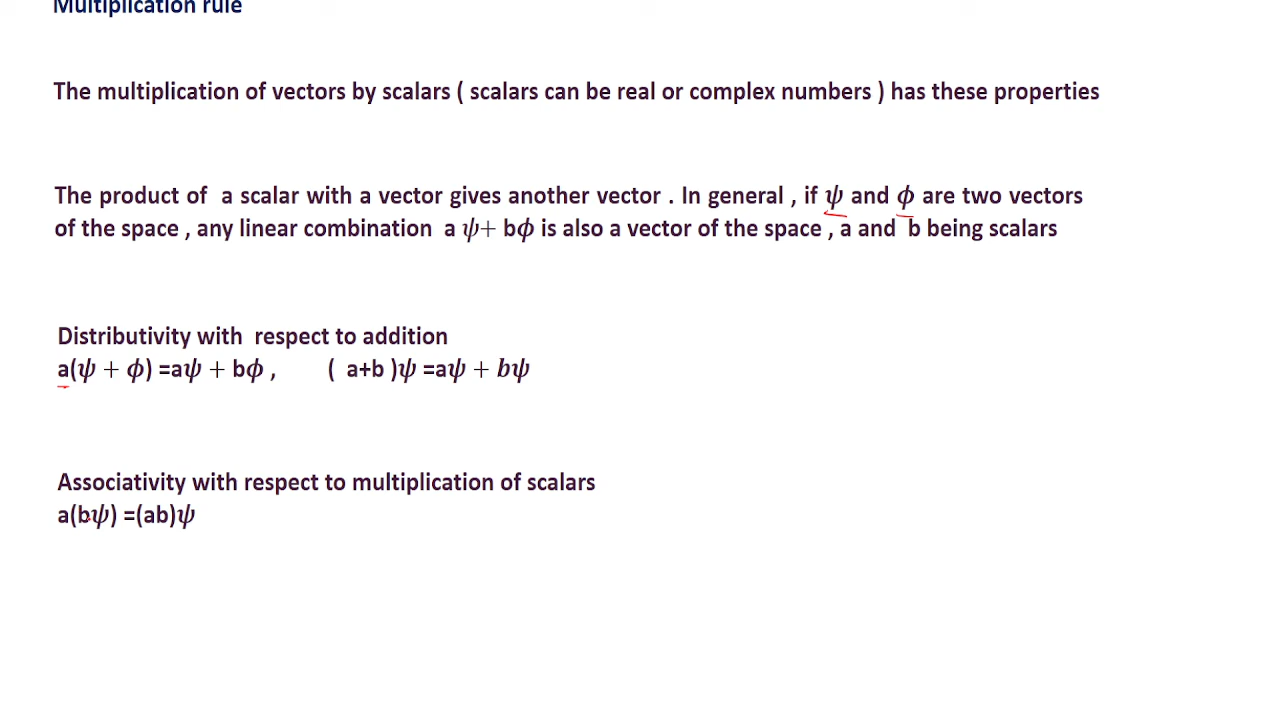 Multiplication rule
The multiplication of vectors by scalars ( scalars can be real or complex numbers ) has these properties
The product of a scalar with a vector gives another vector . In general , if ψ and ϕ are two vectors
of the space , any linear combination a ψ+ bϕ is also a vector of the space , a and b being scalars
Distributivity with respect to addition
a(ψ + ϕ) =aψ + bϕ , ( a+b )ψ =aψ + bψ
Associativity with respect to multiplication of scalars
a(bψ) =(ab)ψ